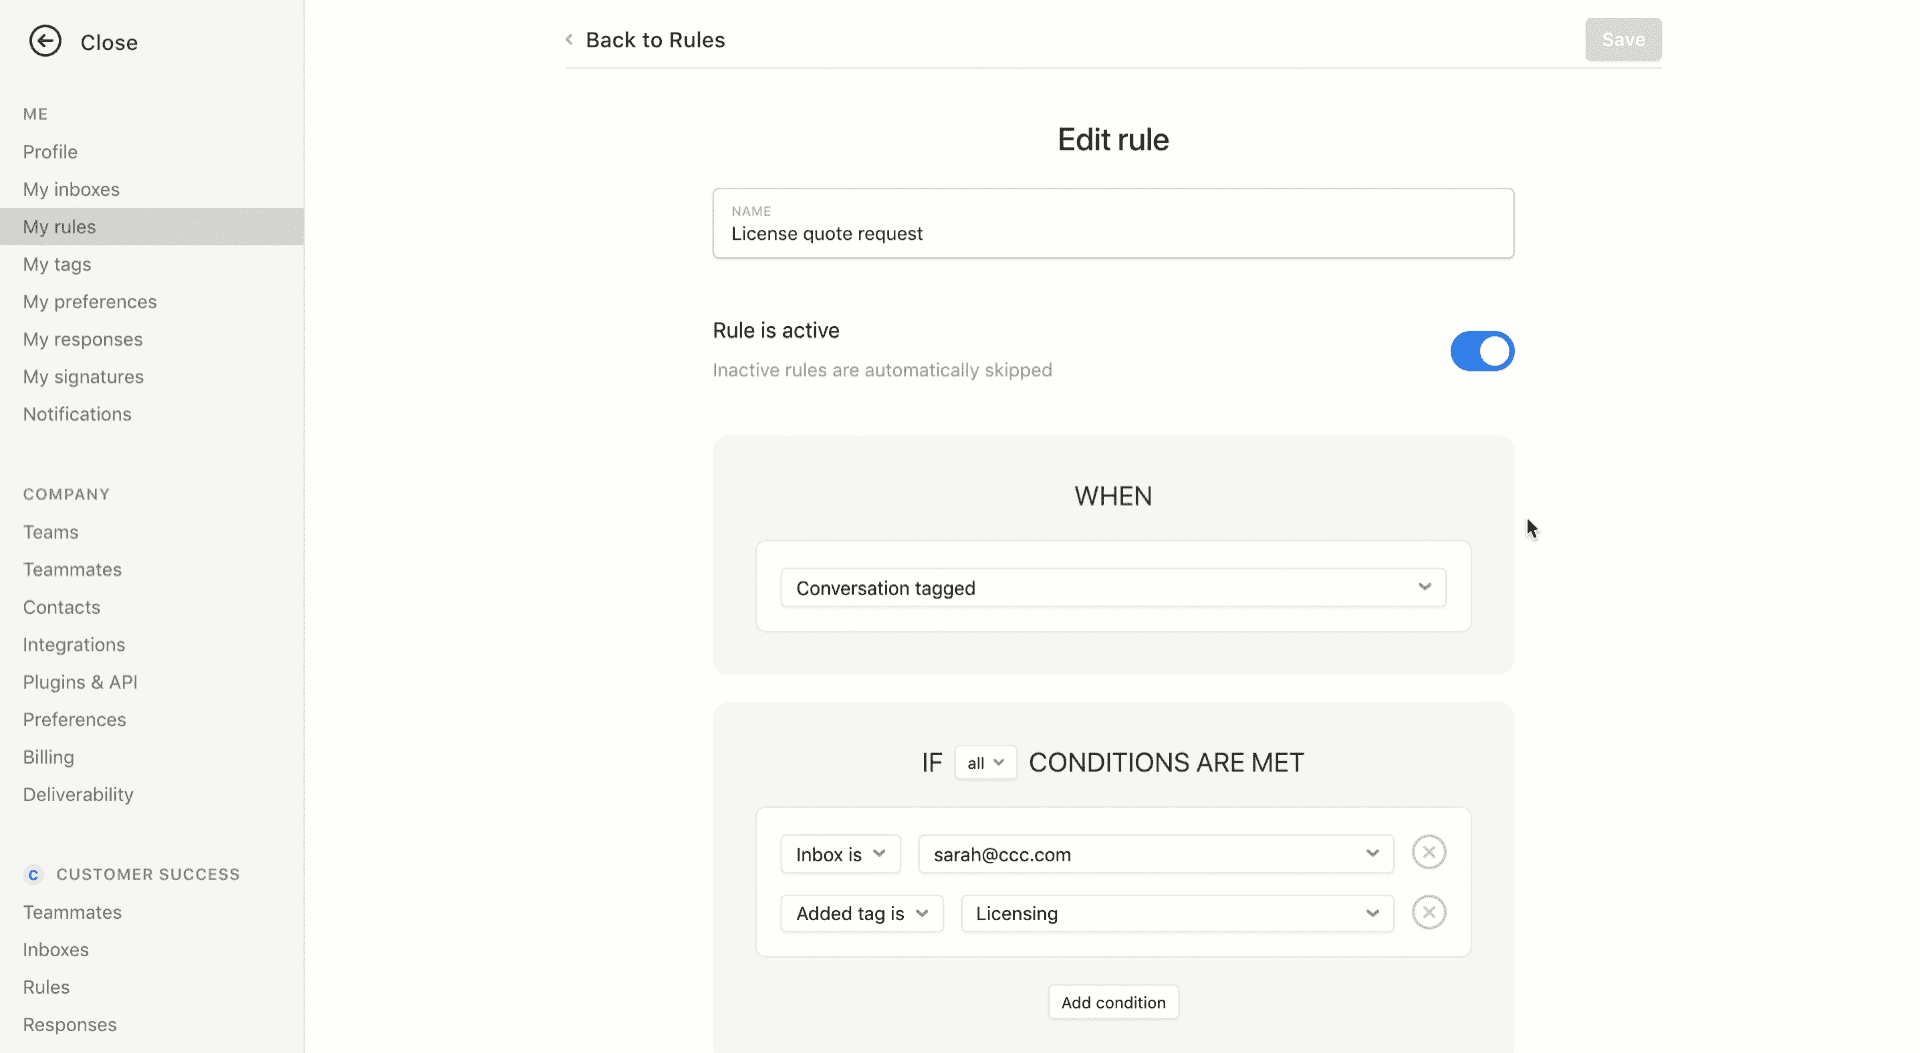 Close
ME
Profile
My inboxes
My rules
My tags
My preferences
My responses
My signatures
Notifications
COMPANY
Teams
Teammates
Contacts
Integrations
Plugins & API
Preferences
Billing
Deliverability
C CUSTOMER SUCCESS
Teammates
Inboxes
Rules
Responses
Back to Rules
Save
Edit rule
NAME
License quote request
Rule is active
Inactive rules are automatically skipped
WHEN
Conversation tagged
IF all CONDITIONS ARE MET
Inbox is sarah@ccc.com
Added tag is Licensing
Add condition